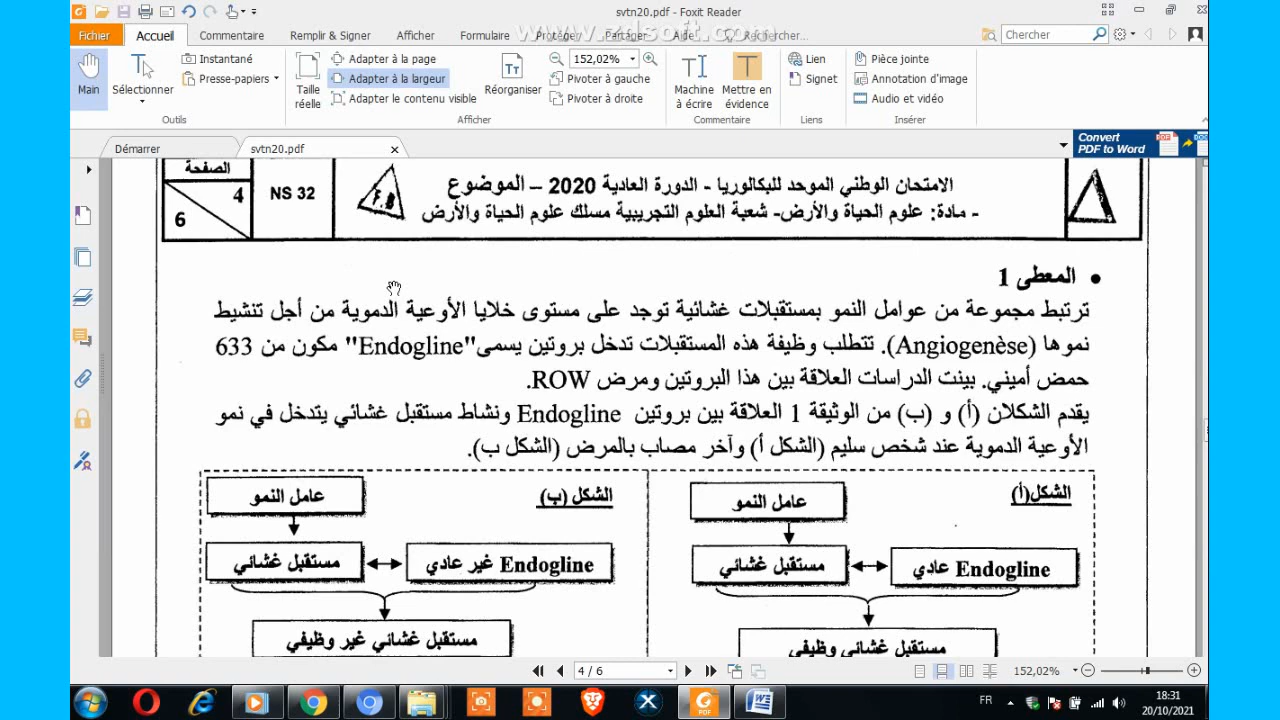 svtn20.pdf - Foxit Reader
www.zdsoft.com
Fichier Accueil Commentaire Remplir & Signer Afficher Formulaire Protéger Partager Aide Rechercher... Chercher
Main
Sélectionner
Instantané
Presse-papiers
Outils
Taille réelle
Adapter à la page
Adapter à la largeur
Adapter le contenu visible
Réorganiser
152,02%
Pivoter à gauche
Pivoter à droite
Afficher
Machine à écrire
Mettre en évidence
Commentaire
Lien
Signet
Liens
Pièce jointe
Annotation d'image
Audio et vidéo
Insérer
Démarrer svtn20.pdf
Convert
PDF to Word
الصفحة
4
6
NS 32
الامتحان الوطني الموحد للبكالوريا - الدورة العادية 2020 – الموضوع
- مادة: علوم الحياة والأرض- شعبة العلوم التجريبية مسلك علوم الحياة والأرض
• المعطى 1
ترتبط مجموعة من عوامل النمو بمستقبلات غشائية توجد على مستوى خلايا الأوعية الدموية من أجل تنشيط
نموها (Angiogenèse). تتطلب وظيفة هذه المستقبلات تدخل بروتين يسمى"Endogline" مكون من 633
حمض أميني. بينت الدراسات العلاقة بين هذا البروتين ومرض ROW.
يقدم الشكلان (أ) و (ب) من الوثيقة 1 العلاقة بين بروتين Endogline ونشاط مستقبل غشائي يتدخل في نمو
الأوعية الدموية عند شخص سليم (الشكل أ) وآخر مصاب بالمرض (الشكل ب).
الشكل(أ)
عامل النمو
مستقبل غشائي
Endogline عادي
مستقبل غشائي وظيفي
الشكل (ب)
عامل النمو
مستقبل غشائي
Endogline غير عادي
مستقبل غشائي غير وظيفي
4 / 6
152,02%
FR
18:31
20/10/2021